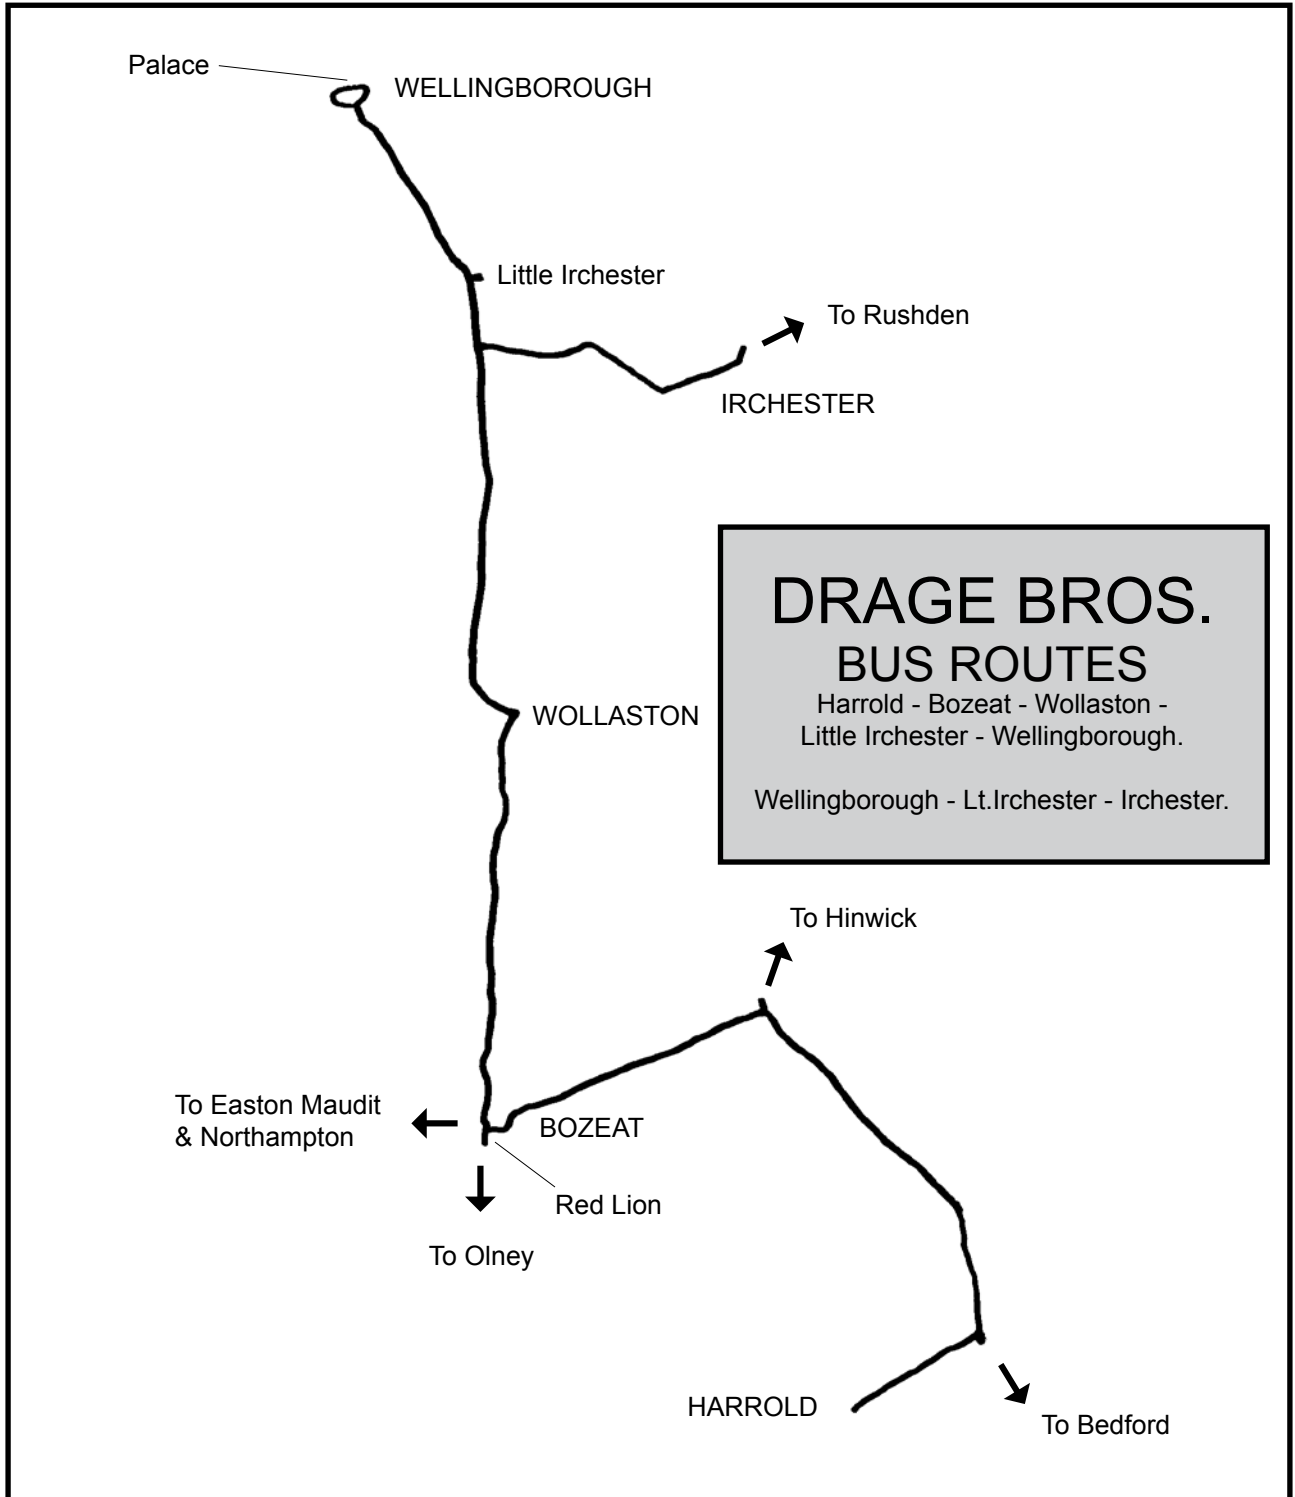 Palace
WELLINGBOROUGH
Little Irchester
To Rushden
IRCHESTER
DRAGE BROS.
BUS ROUTES
Harrold - Bozeat - Wollaston -
Little Irchester - Wellingborough.
Wellingborough - Lt.Irchester - Irchester.
WOLLASTON
To Hinwick
To Easton Maudit
& Northampton
BOZEAT
Red Lion
To Olney
HARROLD
To Bedford